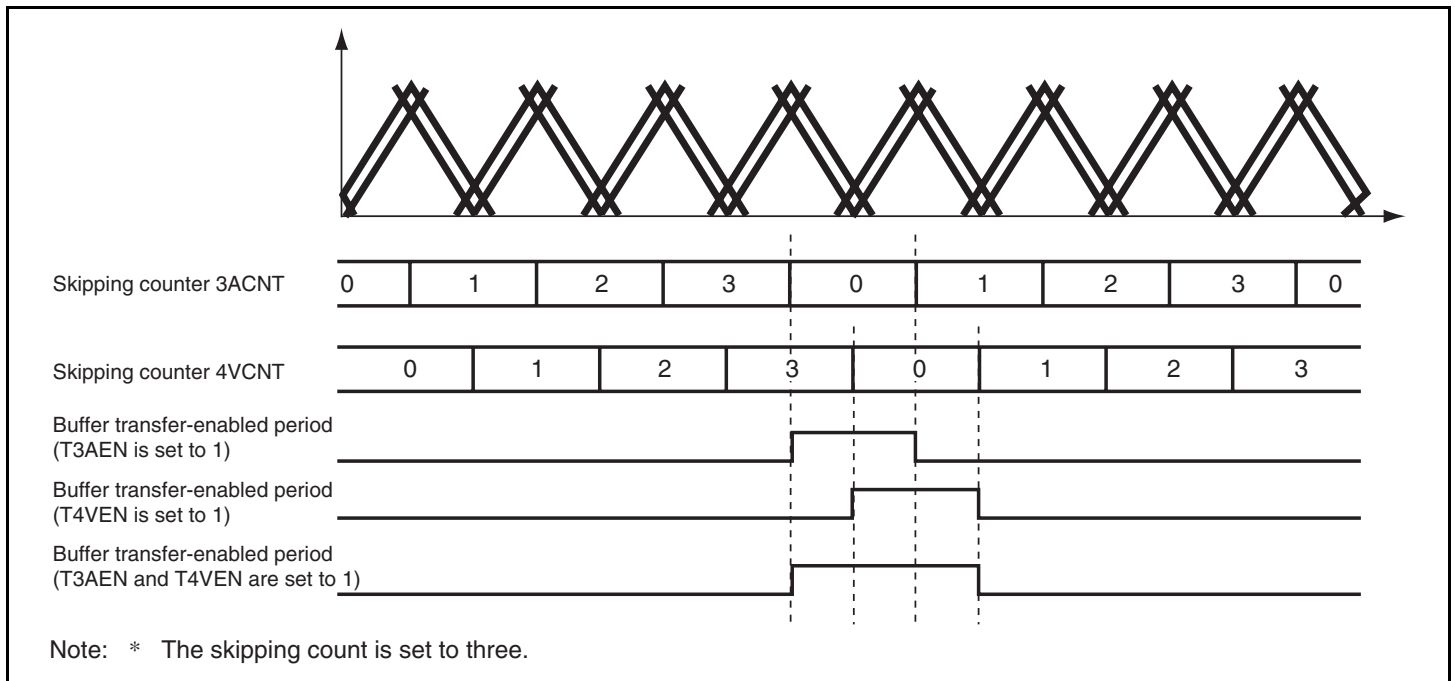 Skipping counter 3ACNT 0 1 2 3 0 1 2 3 0
Skipping counter 4VCNT 0 1 2 3 0 1 2 3
Buffer transfer-enabled period
(T3AEN is set to 1)
Buffer transfer-enabled period
(T4VEN is set to 1)
Buffer transfer-enabled period
(T3AEN and T4VEN are set to 1)
Note: * The skipping count is set to three.